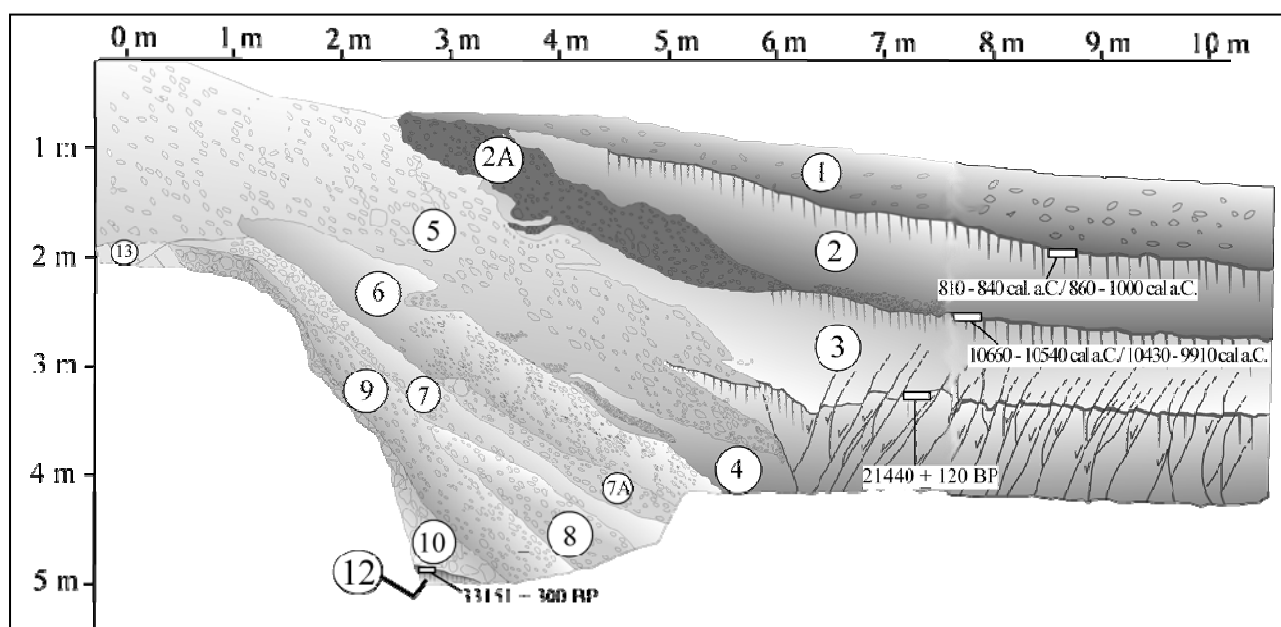 0 m 1 m 2 m 3 m 4 m 5 m 6 m 7 m 8 m 9 m 10 m
1 m
2 m
3 m
4 m
5 m
1
2A
2
5
13
6
3
9
7
4
7A
8
10
12
810 - 840 cal. a.C./ 860 - 1000 cal a.C.
10660 - 10540 cal a.C./ 10430 - 9910 cal a.C.
21440 + 120 BP
33151 - 300 BP